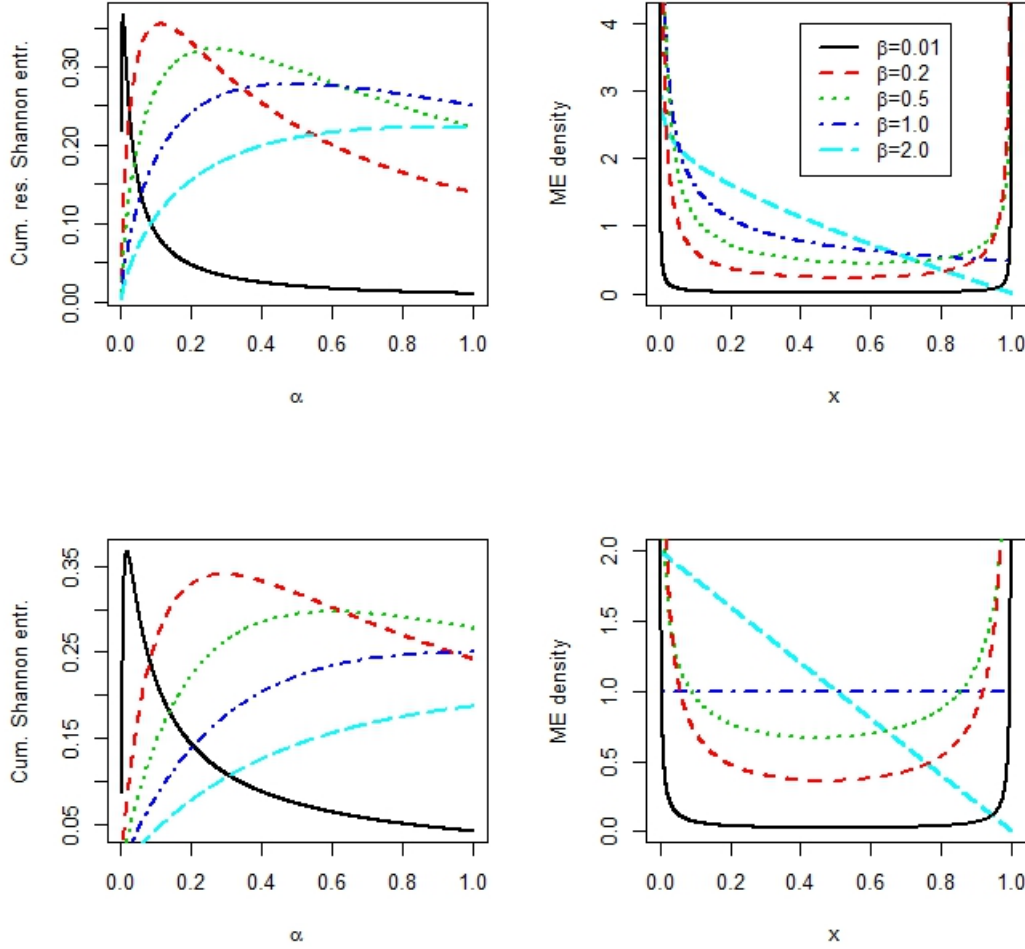 Cum. res. Shannon entr.
0.00
0.10
0.20
0.30
0.0 0.2 0.4 0.6 0.8 1.0
α
ME density
0
1
2
3
4
β=0.01
β=0.2
β=0.5
β=1.0
β=2.0
0.0 0.2 0.4 0.6 0.8 1.0
x
Cum. Shannon entr.
0.05
0.15
0.25
0.35
0.0 0.2 0.4 0.6 0.8 1.0
α
ME density
0.0
0.5
1.0
1.5
2.0
0.0 0.2 0.4 0.6 0.8 1.0
x